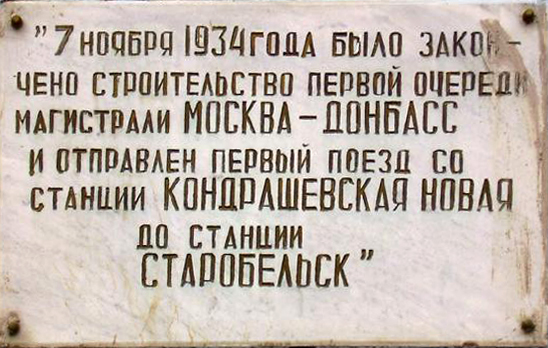 "7 НОЯБРЯ 1934 ГОДА БЫЛО ЗАКОН-
ЧЕНО СТРОИТЕЛЬСТВО ПЕРВОЙ ОЧЕРЕДИ
МАГИСТРАЛИ МОСКВА-ДОНБАСС
И ОТПРАВЛЕН ПЕРВЫЙ ПОЕЗД СО
СТАНЦИИ КОНДРАШЕВСКАЯ НОВАЯ
ДО СТАНЦИИ
СТАРОБЕЛЬСК"